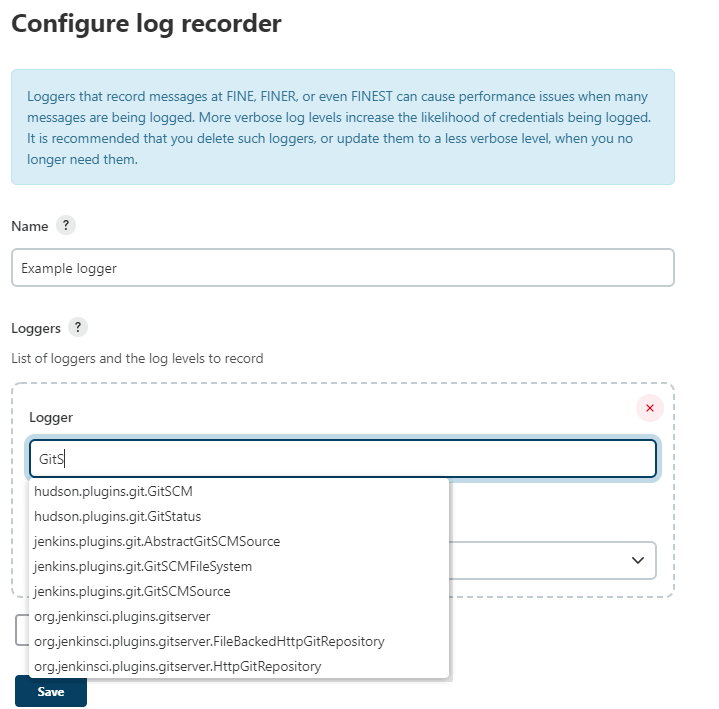 Configure log recorder
Loggers that record messages at FINE, FINER, or even FINEST can cause performance issues when many
messages are being logged. More verbose log levels increase the likelihood of credentials being logged.
It is recommended that you delete such loggers, or update them to a less verbose level, when you no
longer need them.
Name ?
Example logger
Loggers ?
List of loggers and the log levels to record
Logger
GitS
hudson.plugins.git.GitSCM
hudson.plugins.git.GitStatus
jenkins.plugins.git.AbstractGitSCMSource
jenkins.plugins.git.GitSCMFileSystem
jenkins.plugins.git.GitSCMSource
org.jenkinsci.plugins.gitserver
org.jenkinsci.plugins.gitserver.FileBackedHttpGitRepository
org.jenkinsci.plugins.gitserver.HttpGitRepository
Save